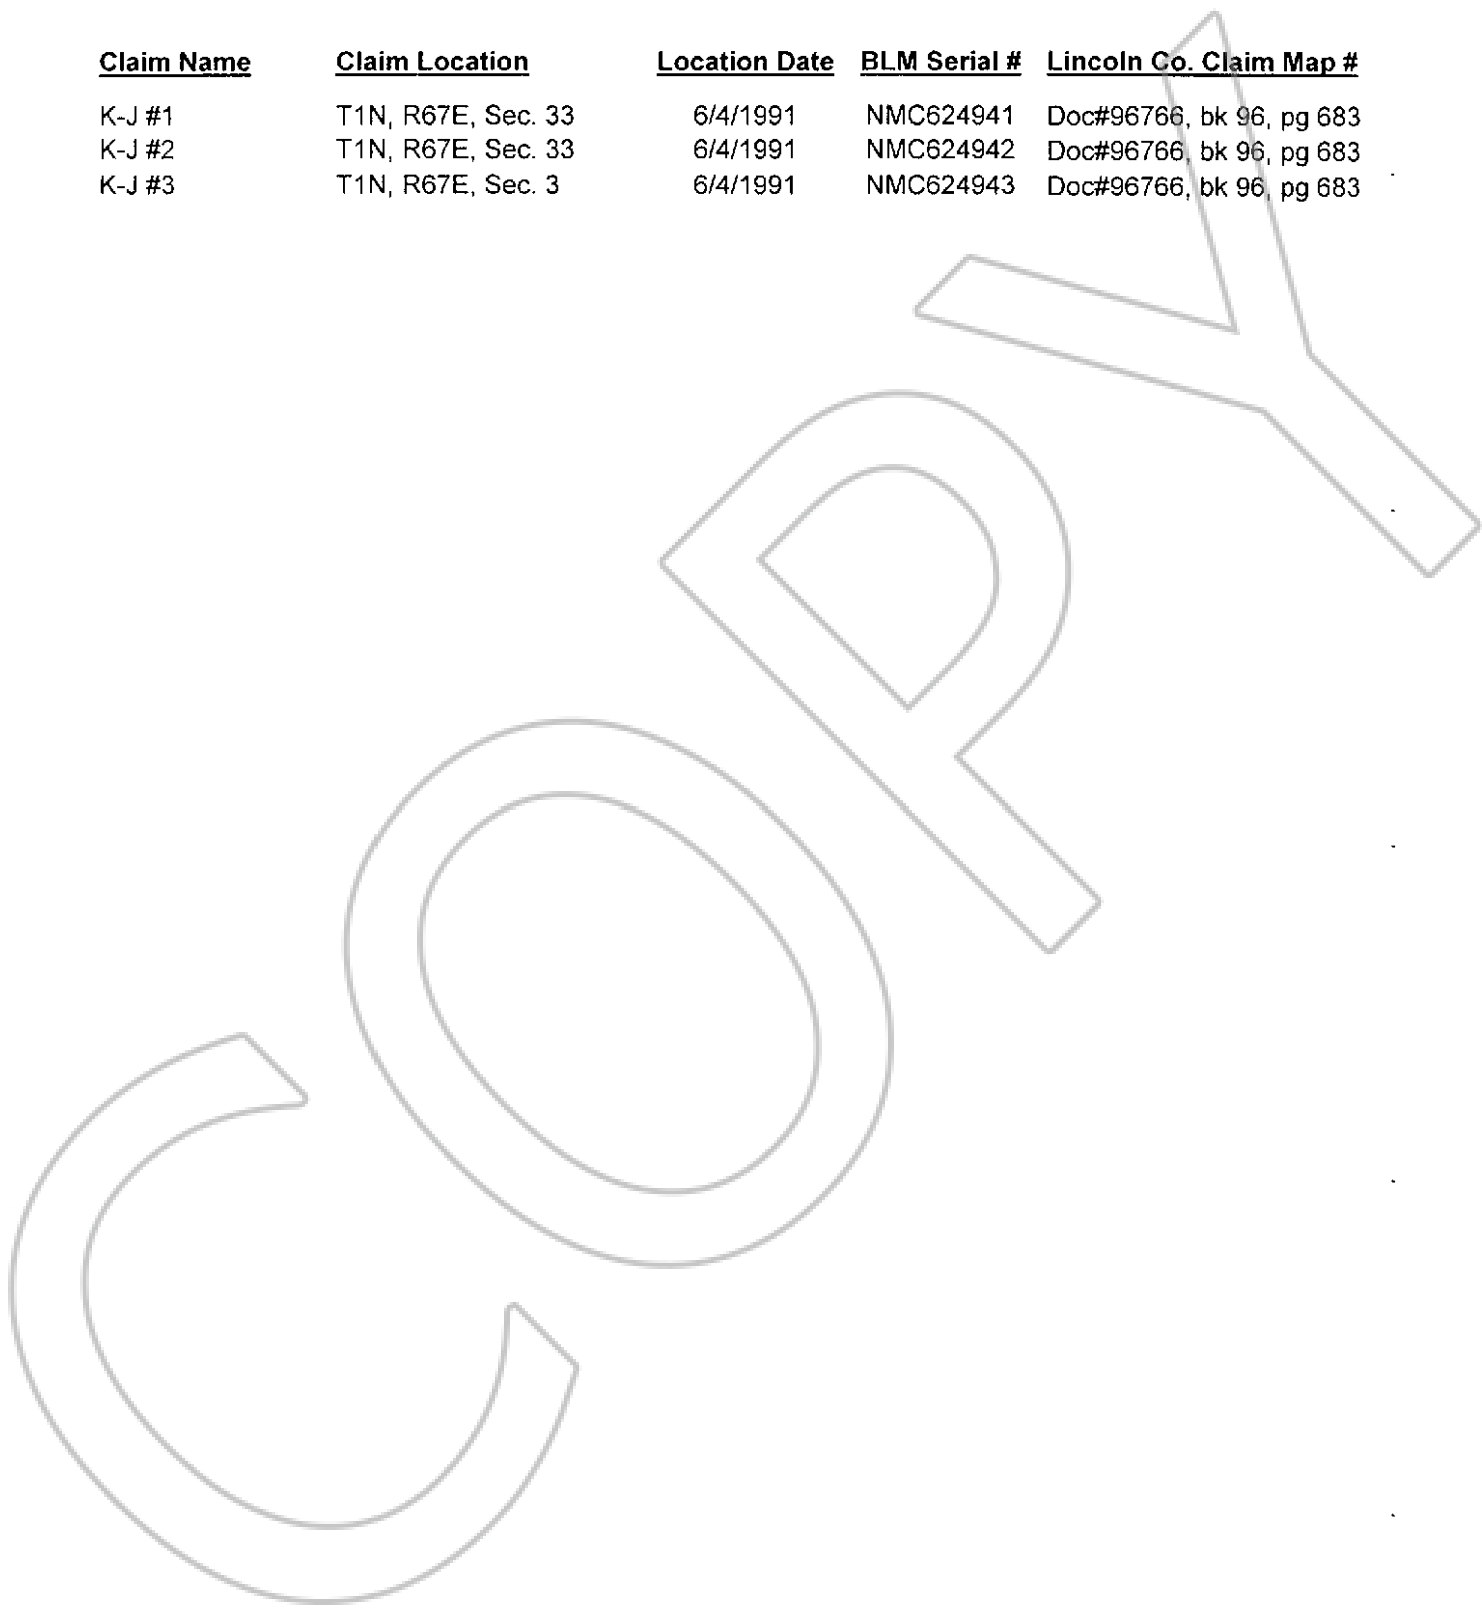 Claim Name Claim Location Location Date BLM Serial # Lincoln Co. Claim Map #
K-J #1 T1N, R67E, Sec. 33 6/4/1991 NMC624941 Doc#96766, bk 96, pg 683
K-J #2 T1N, R67E, Sec. 33 6/4/1991 NMC624942 Doc#96766, bk 96, pg 683
K-J #3 T1N, R67E, Sec. 3 6/4/1991 NMC624943 Doc#96766, bk 96, pg 683
COPY